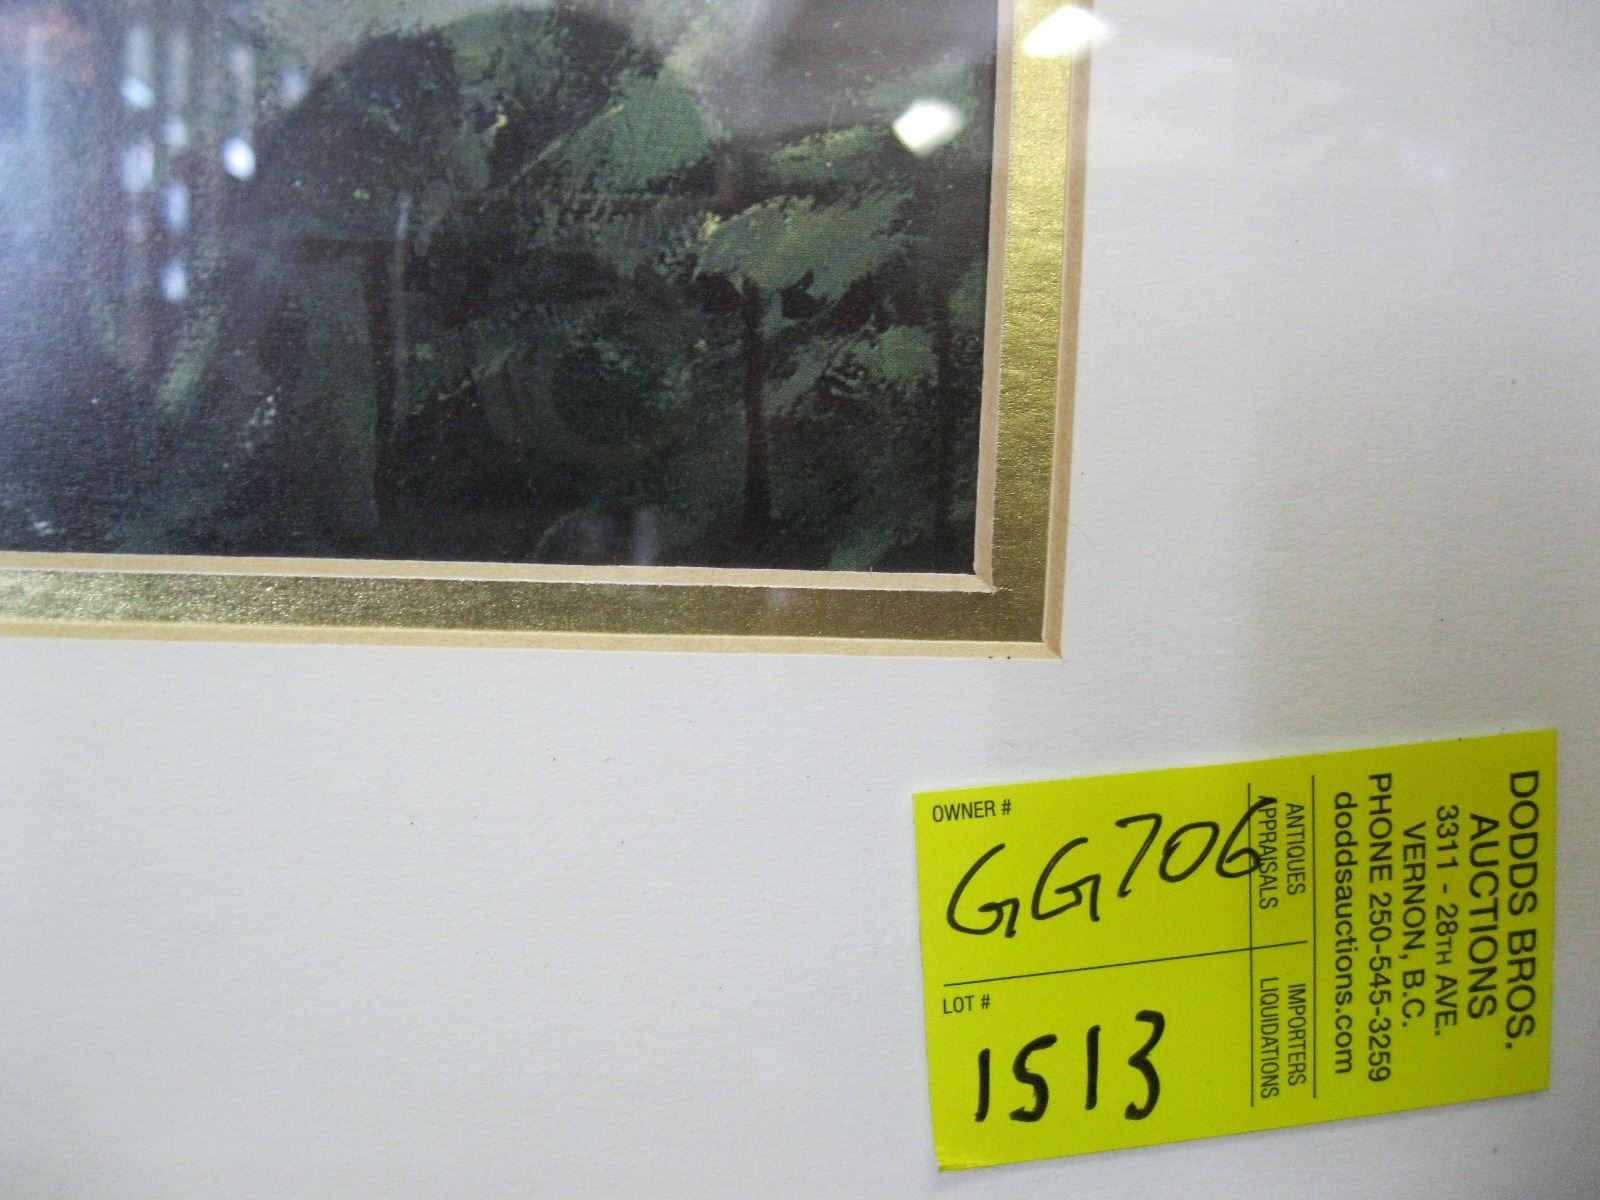 DODDS BROS.
AUCTIONS
3311 - 28TH AVE.
VERNON, B.C.
PHONE 250-545-3259
doddsauctions.com
ANTIQUES
APPRAISALS
IMPORTERS
LIQUIDATIONS
OWNER #
GG706
LOT #
1513